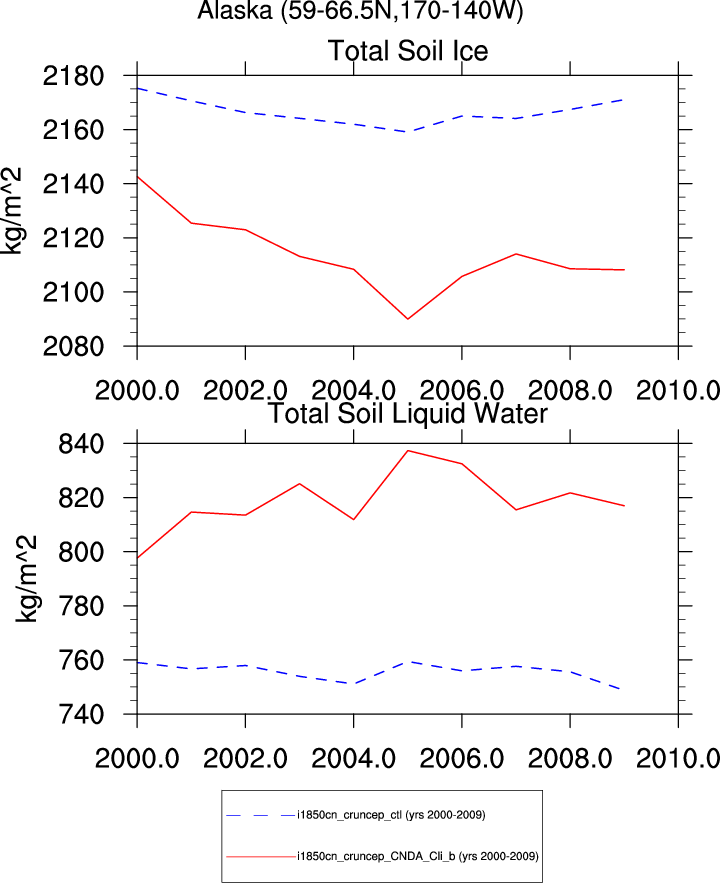 Alaska (59-66.5N,170-140W)
Total Soil Ice
2180
2160
2140
2120
2100
2080
kg/m^2
2000.0 2002.0 2004.0 2006.0 2008.0 2010.0
Total Soil Liquid Water
840
820
800
780
760
740
kg/m^2
2000.0 2002.0 2004.0 2006.0 2008.0 2010.0
i1850cn_cruncep_ctl (yrs 2000-2009)
i1850cn_cruncep_CNDA_Cli_b (yrs 2000-2009)